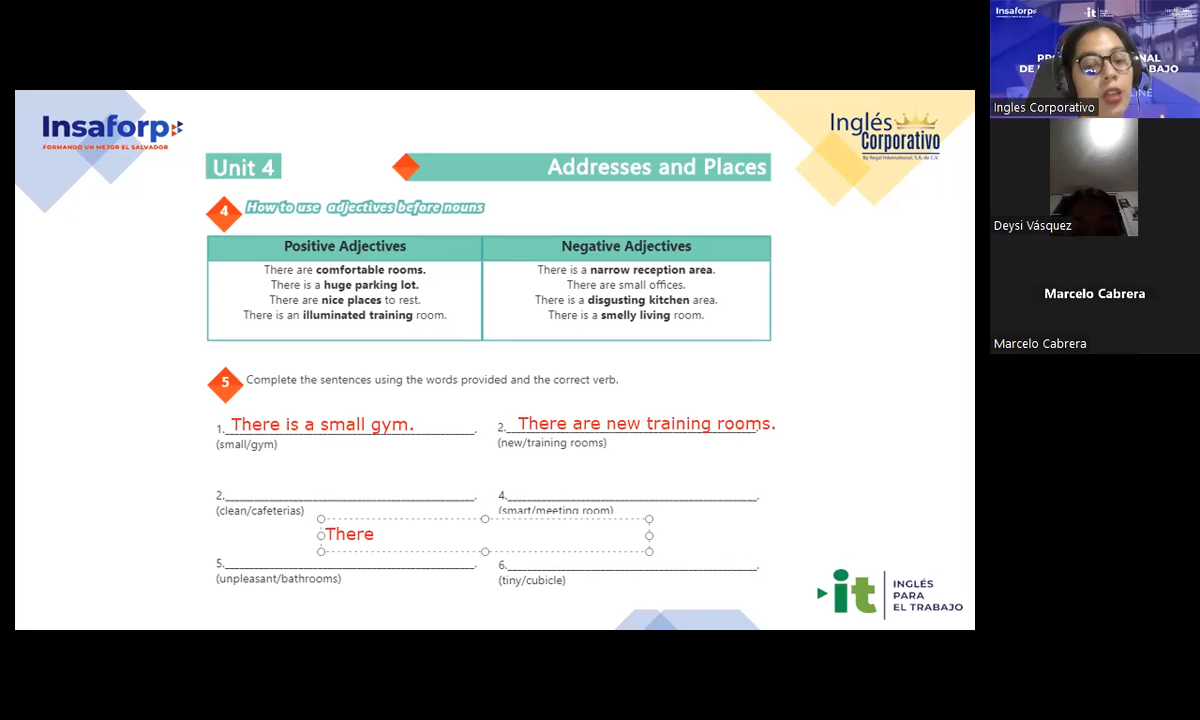 Insaforp
FORMANDO UN MEJOR EL SALVADOR
Inglés
Corporativo
By Regal International, S.A. de C.V.
Unit 4
Addresses and Places
4
How to use adjectives before nouns
Positive Adjectives
There are comfortable rooms.
There is a huge parking lot.
There are nice places to rest.
There is an illuminated training room.
Negative Adjectives
There is a narrow reception area.
There are small offices.
There is a disgusting kitchen area.
There is a smelly living room.
5 Complete the sentences using the words provided and the correct verb.
1. There is a small gym.
(small/gym)
2. There are new training rooms.
(new/training rooms)
2.
(clean/cafeterias)
4.
(smart/meeting room)
There
5.
(unpleasant/bathrooms)
6.
(tiny/cubicle)
it
INGLÉS
PARA
EL TRABAJO
Insaforp
it
Ingles Corporativo
Deysi Vásquez
Marcelo Cabrera
Marcelo Cabrera